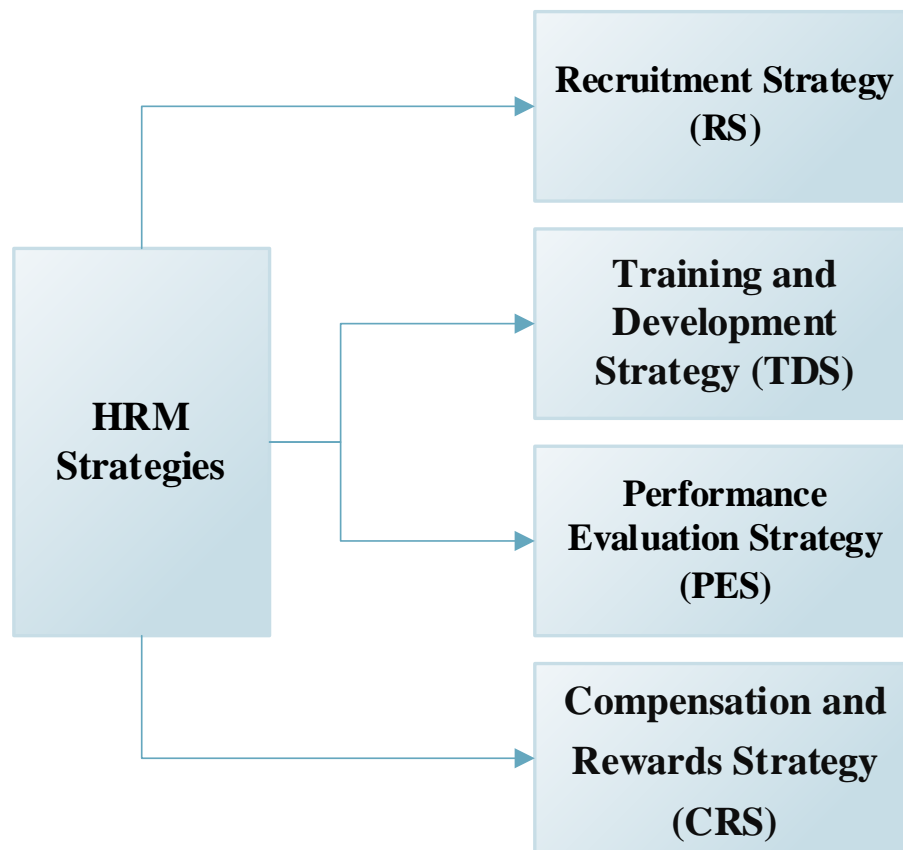 Recruitment Strategy
(RS)
Training and
Development
Strategy (TDS)
HRM
Strategies
Performance
Evaluation Strategy
(PES)
Compensation and
Rewards Strategy
(CRS)